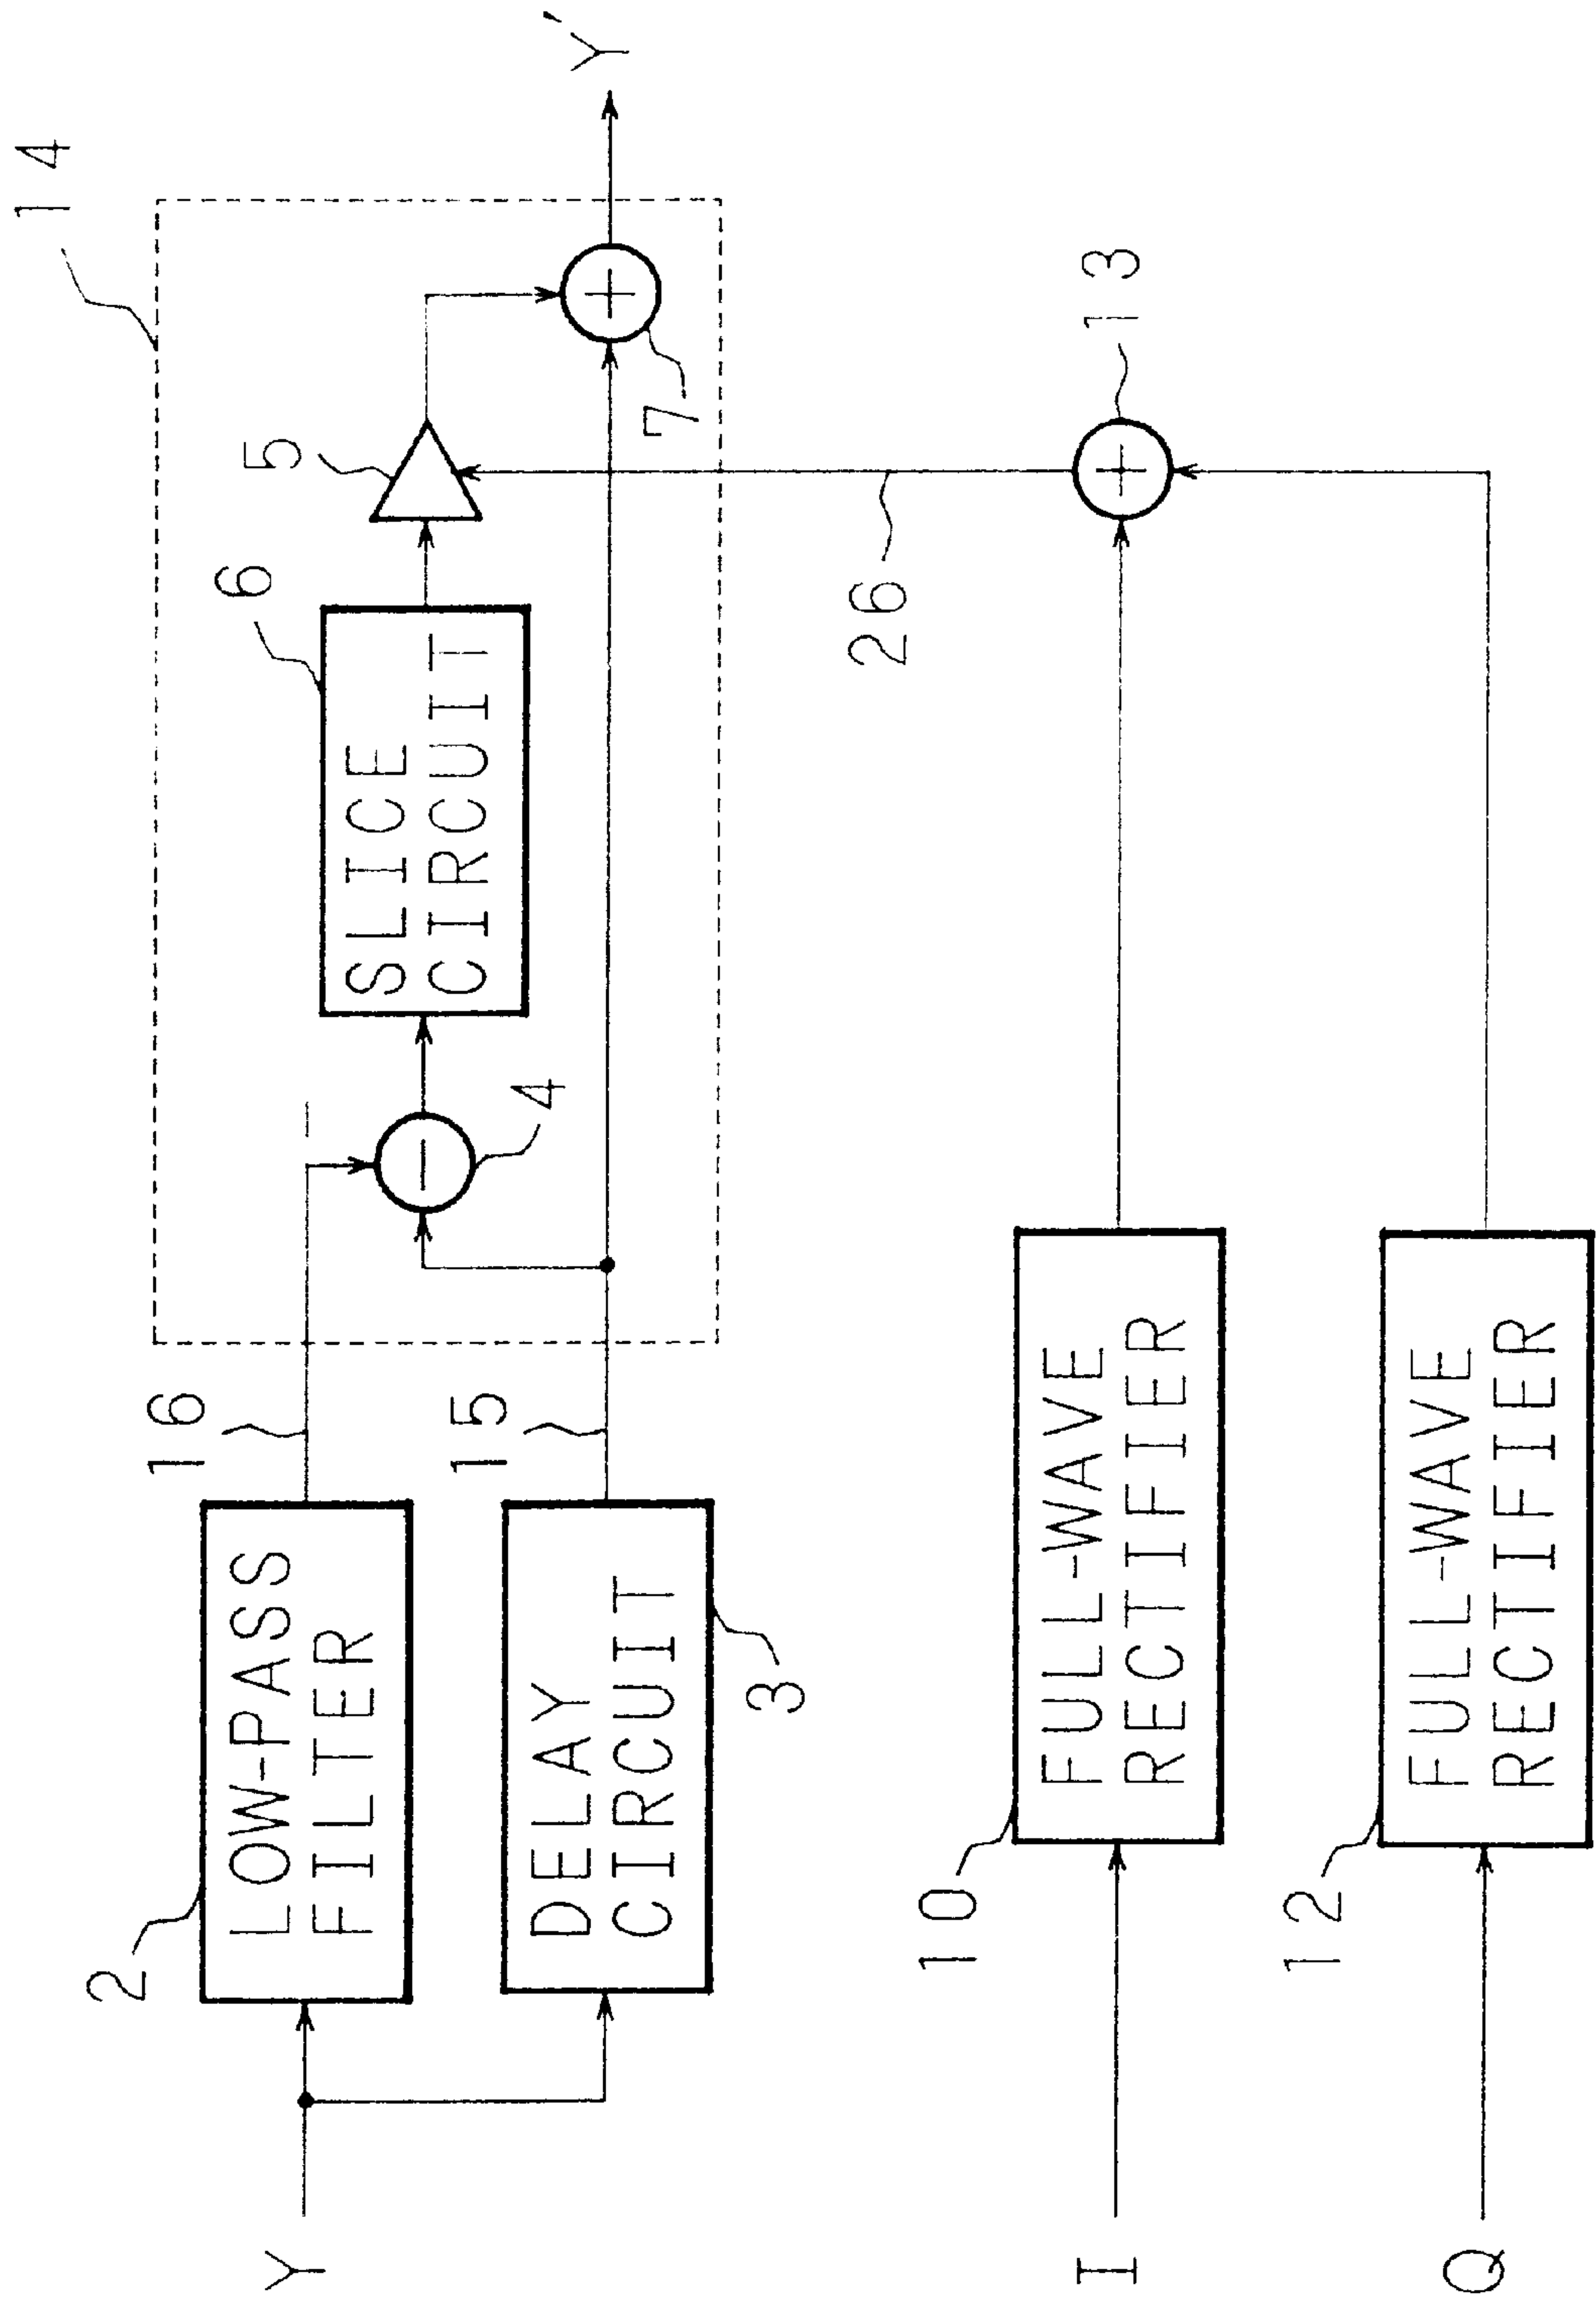 14
16
2
LOW-PASS
FILTER
6
SLICE
CIRCUIT
5
4
7
Y
Y'
15
DELAY
CIRCUIT
3
26
13
10
FULL-WAVE
RECTIFIER
I
12
FULL-WAVE
RECTIFIER
Q